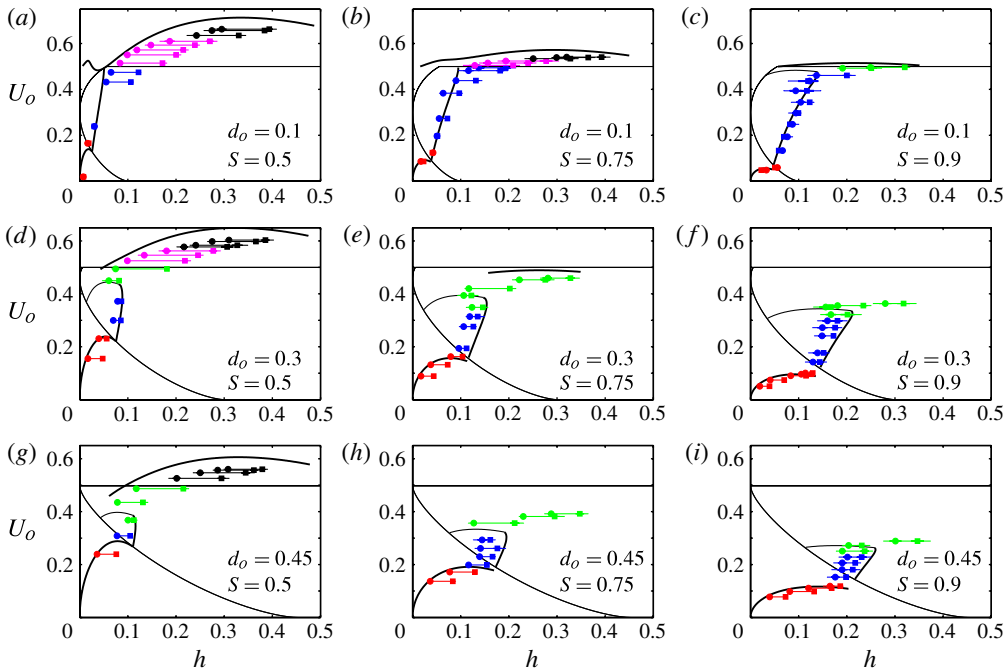 (a) (b) (c)
0.6 0.6 0.6
U_o 0.4 0.4 0.4
0.2 d_o = 0.1 0.2 d_o = 0.1 0.2 d_o = 0.1
S = 0.5 S = 0.75 S = 0.9
0 0.1 0.2 0.3 0.4 0.5 0 0.1 0.2 0.3 0.4 0.5 0 0.1 0.2 0.3 0.4 0.5
(d) (e) (f)
0.6 0.6 0.6
U_o 0.4 0.4 0.4
0.2 d_o = 0.3 0.2 d_o = 0.3 0.2 d_o = 0.3
S = 0.5 S = 0.75 S = 0.9
0 0.1 0.2 0.3 0.4 0.5 0 0.1 0.2 0.3 0.4 0.5 0 0.1 0.2 0.3 0.4 0.5
(g) (h) (i)
0.6 0.6 0.6
U_o 0.4 0.4 0.4
0.2 d_o = 0.45 0.2 d_o = 0.45 0.2 d_o = 0.45
S = 0.5 S = 0.75 S = 0.9
0 0.1 0.2 0.3 0.4 0.5 0 0.1 0.2 0.3 0.4 0.5 0 0.1 0.2 0.3 0.4 0.5
h h h